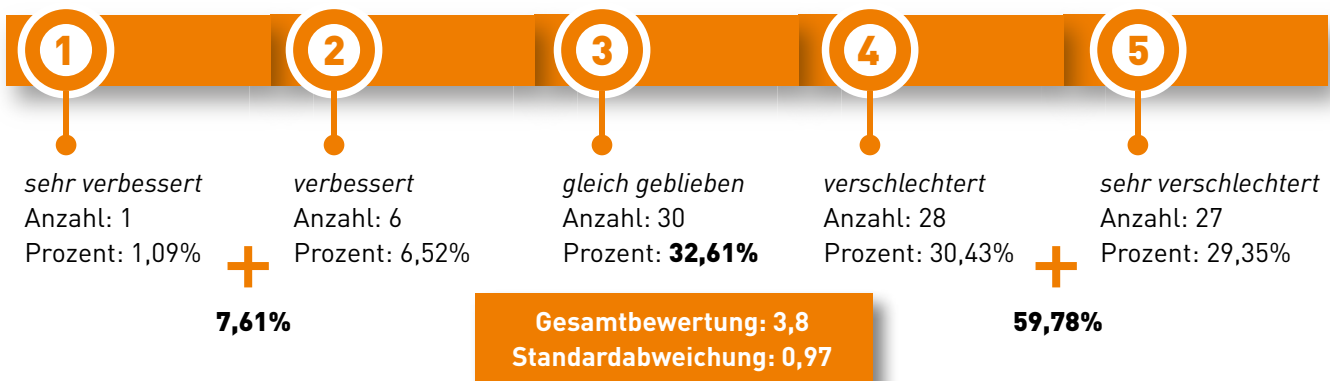 1
2
3
4
5
sehr verbessert
Anzahl: 1
Prozent: 1,09%
verbessert
Anzahl: 6
Prozent: 6,52%
gleich geblieben
Anzahl: 30
Prozent: 32,61%
verschlechtert
Anzahl: 28
Prozent: 30,43%
sehr verschlechtert
Anzahl: 27
Prozent: 29,35%
+
7,61%
+
59,78%
Gesamtbewertung: 3,8
Standardabweichung: 0,97